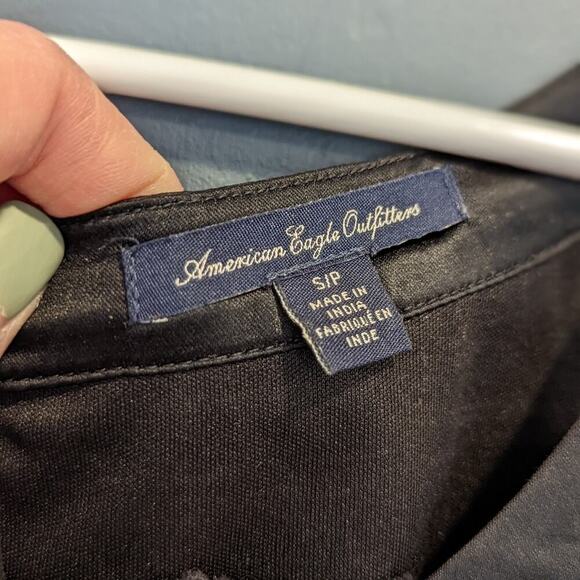 American Eagle Outfitters
S/P
MADE IN
INDIA
FABRIQUÉ EN
INDE